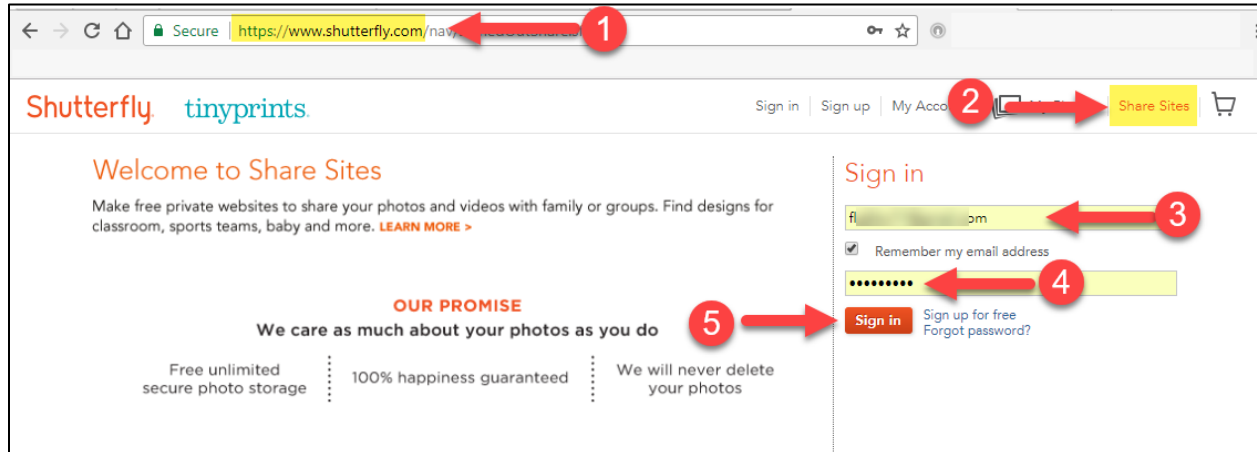 Secure https://www.shutterfly.com/nav/
1
Shutterfly. tinyprints.
Sign in Sign up My Acco 2 Share Sites
Welcome to Share Sites
Make free private websites to share your photos and videos with family or groups. Find designs for
classroom, sports teams, baby and more. LEARN MORE >
OUR PROMISE
We care as much about your photos as you do
Free unlimited
secure photo storage
100% happiness guaranteed
We will never delete
your photos
Sign in
fl om
3
Remember my email address
4
5
Sign in
Sign up for free
Forgot password?